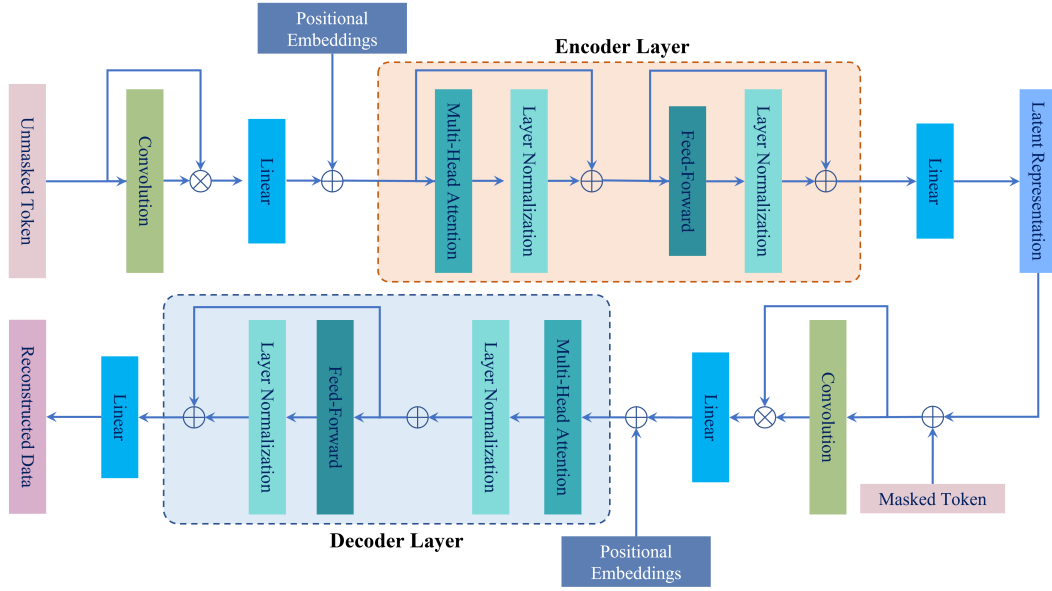 Positional
Embeddings
Encoder Layer
Unmasked Token
Convolution
Linear
Multi-Head Attention
Layer Normalization
Feed-Forward
Layer Normalization
Linear
Latent Representation
Reconstructed Data
Linear
Layer Normalization
Feed-Forward
Layer Normalization
Multi-Head Attention
Linear
Convolution
Masked Token
Decoder Layer
Positional
Embeddings